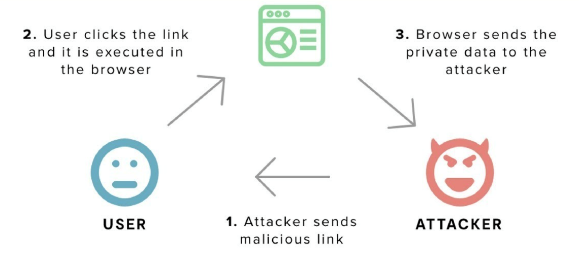 2. User clicks the link
and it is executed in
the browser
3. Browser sends the
private data to the
attacker
USER
1. Attacker sends
malicious link
ATTACKER